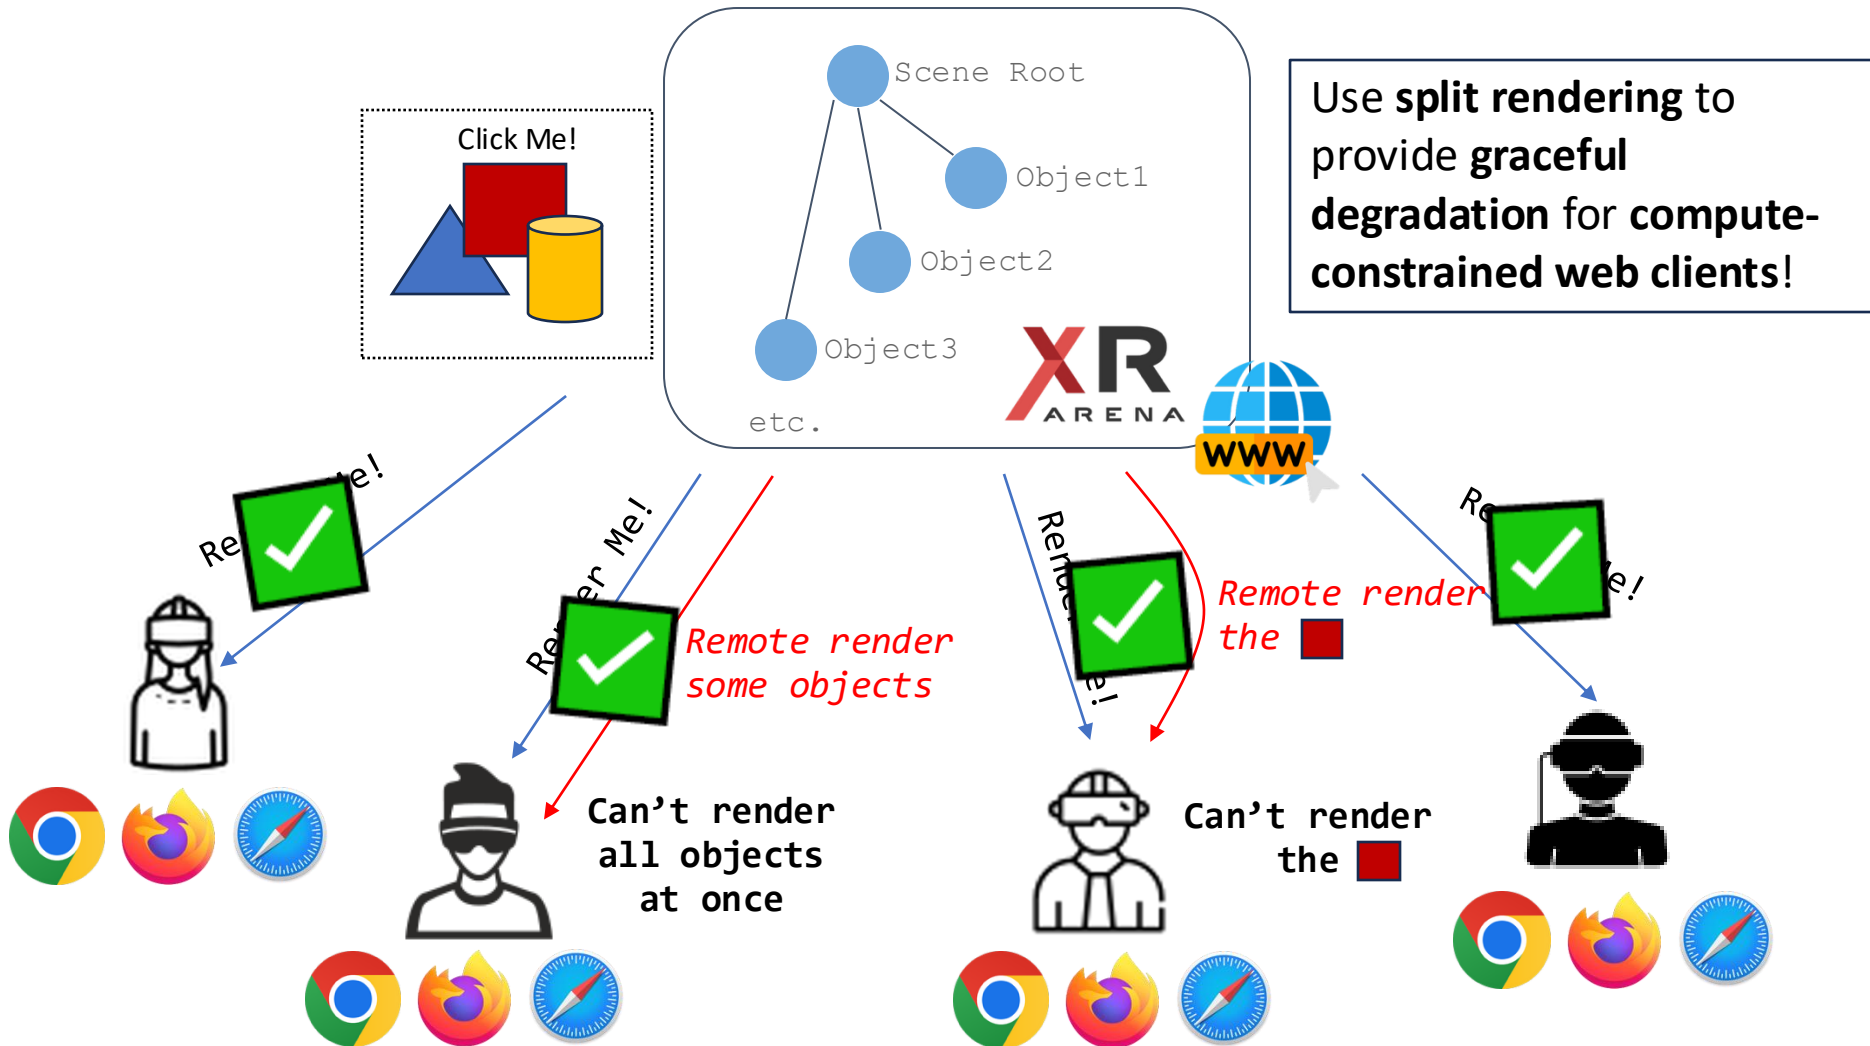 Scene Root
Click Me!
Object1
Object2
Object3
etc.
XR
ARENA
WWW
Use split rendering to
provide graceful
degradation for compute-
constrained web clients!
Me!
Remote render
some objects
Remote render
the
Can't render
all objects
at once
Can't render
the